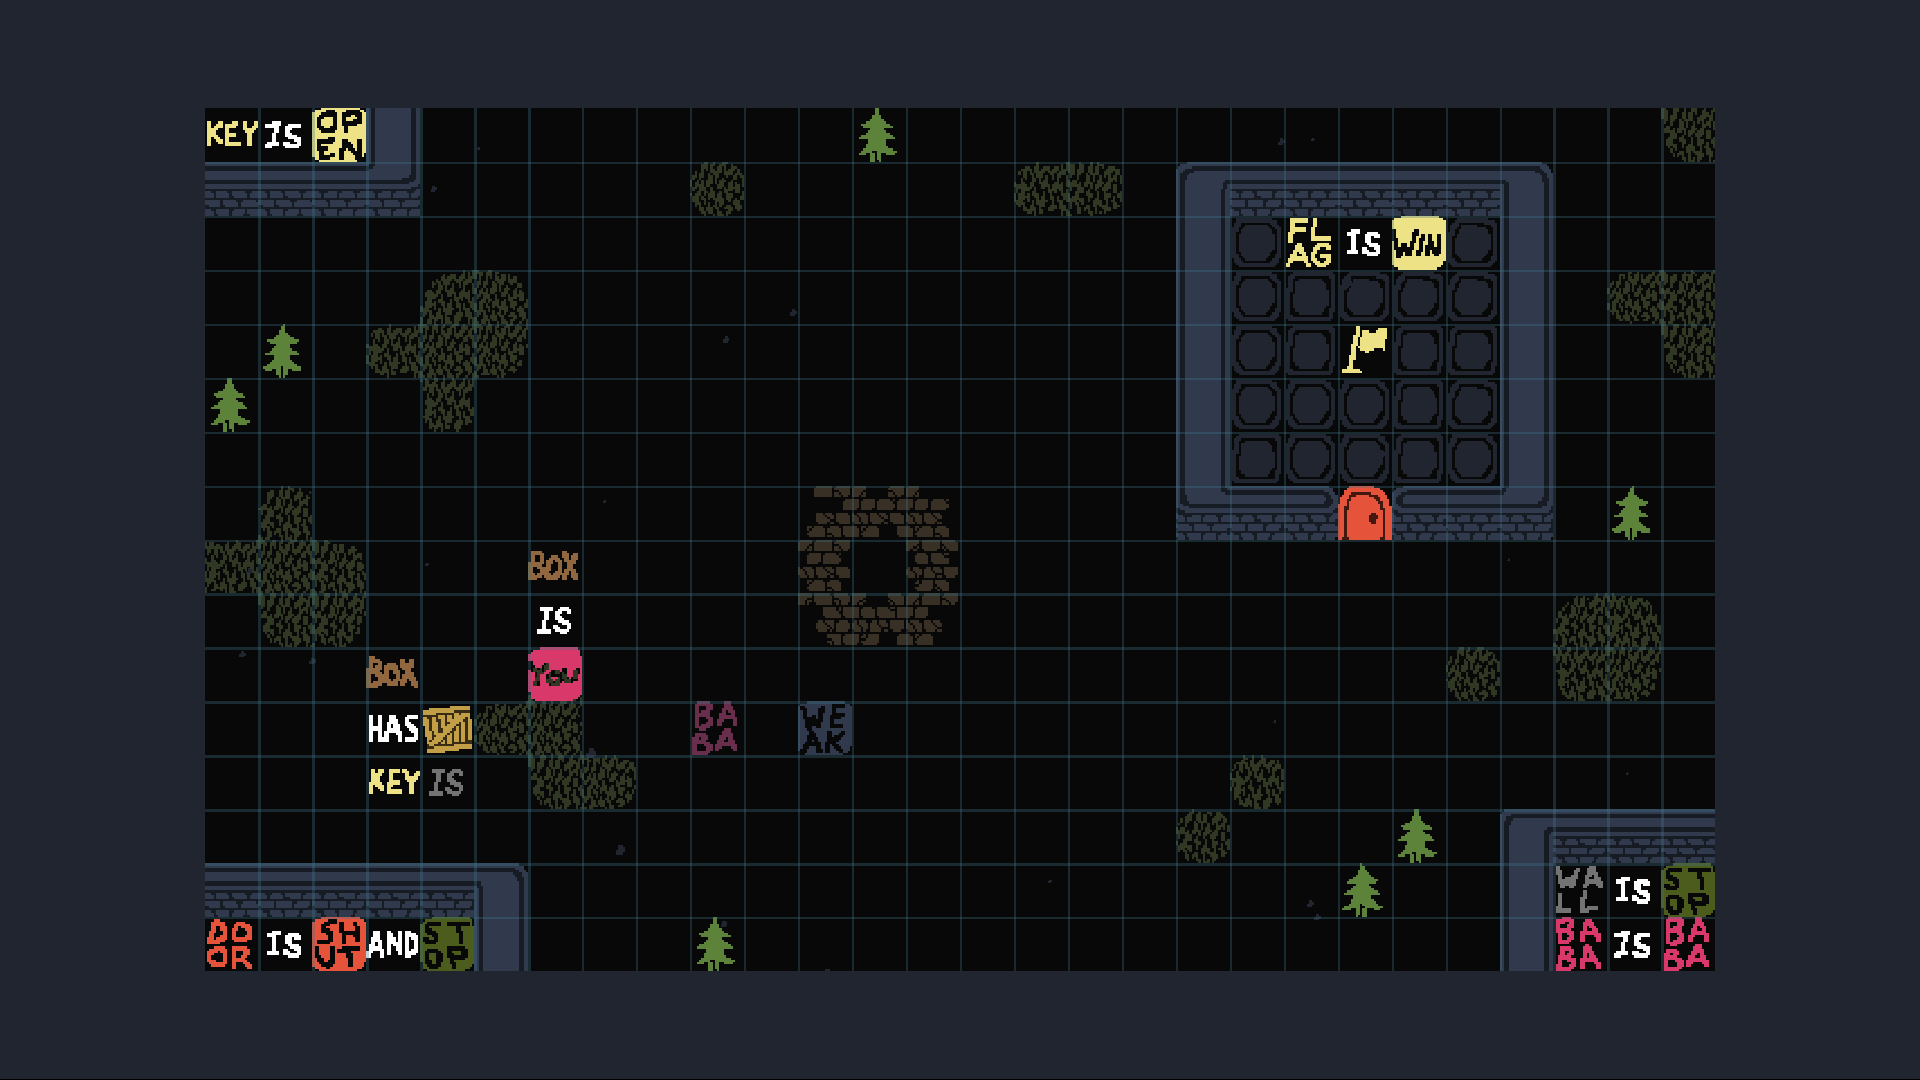 KEY IS OPEN
FLAG IS WIN
BOX
IS
BOX YOU
HAS BABA WEAK
KEY IS
WALL IS STOP
DOOR IS SHUT AND STOP BABA IS BABA